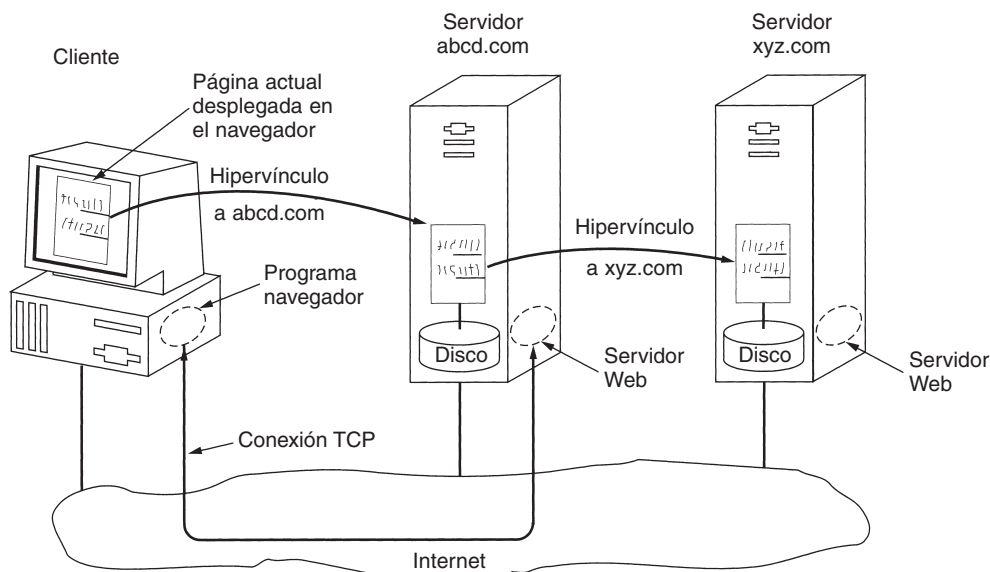 Servidor
abcd.com
Servidor
xyz.com
Cliente
Página actual
desplegada en
el navegador
Hipervínculo
a abcd.com
Hipervínculo
a xyz.com
Programa
navegador
Disco
Servidor
Web
Disco
Servidor
Web
Conexión TCP
Internet